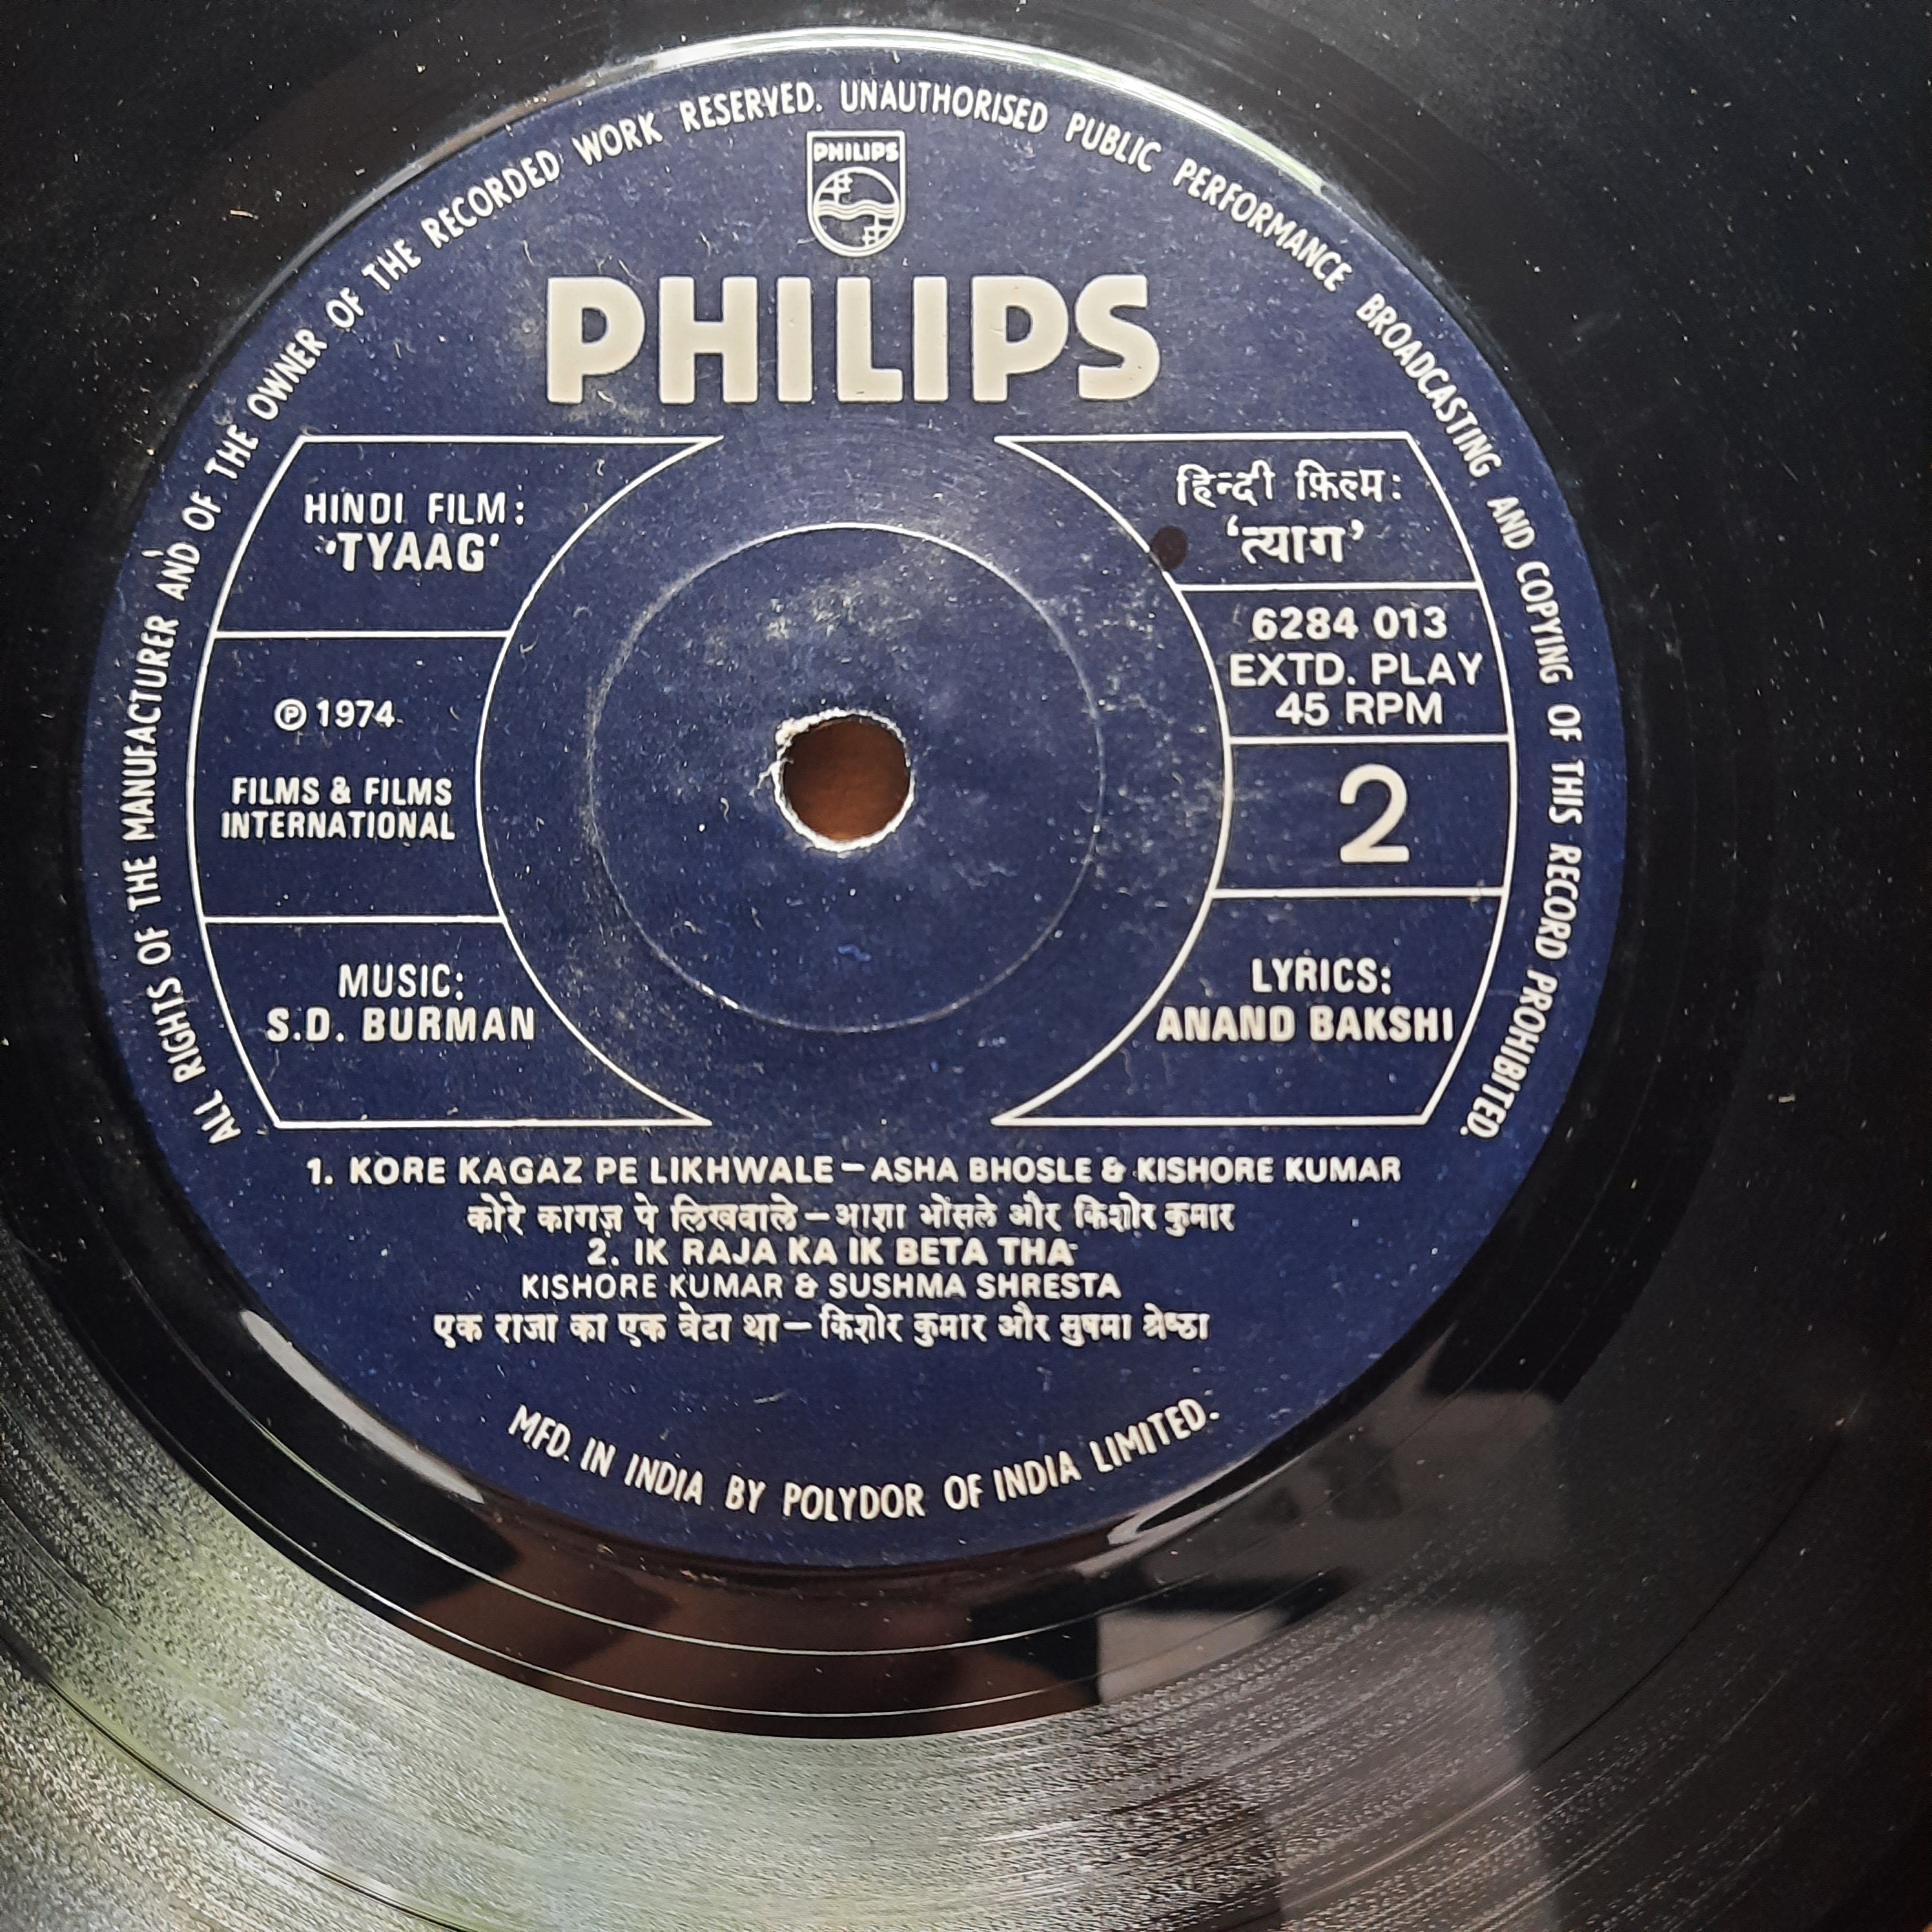 ALL RIGHTS OF THE MANUFACTURER AND OF THE OWNER OF THE RECORDED WORK RESERVED. UNAUTHORISED PUBLIC PERFORMANCE BROADCASTING AND COPYING OF THIS RECORD PROHIBITED.
PHILIPS
PHILIPS
HINDI FILM:
'TYAAG'
℗ 1974
FILMS & FILMS
INTERNATIONAL
MUSIC:
S.D. BURMAN
हिन्दी फ़िल्म:
'त्याग'
6284 013
EXTD. PLAY
45 RPM
2
LYRICS:
ANAND BAKSHI
1. KORE KAGAZ PE LIKHWALE – ASHA BHOSLE & KISHORE KUMAR
कोरे कागज़ पे लिखवाले – आशा भोंसले और किशोर कुमार
2. IK RAJA KA IK BETA THA
KISHORE KUMAR & SUSHMA SHRESTA
एक राजा का एक बेटा था – किशोर कुमार और सुषमा श्रेष्ठा
MFD. IN INDIA BY POLYDOR OF INDIA LIMITED.